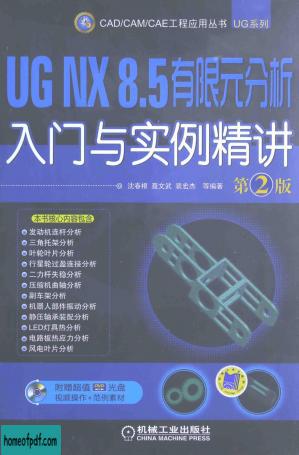 CAD/CAM/CAE工程应用丛书 UG系列
UG NX 8.5有限元分析
入门与实例精讲
第2版
沈春根 聂文武 裴宏杰 等编著
本书核心内容包含
• 发动机连杆分析
• 三角托架分析
• 叶轮叶片分析
• 行星轮过盈连接分析
• 二力杆失稳分析
• 压缩机曲轴分析
• 副车架分析
• 机器人部件振动分析
• 静压轴承装配分析
• LED灯具热分析
• 电路板热应力分析
• 风电叶片分析
附赠超值DVD光盘
视频操作+范例素材
机械工业出版社
CHINA MACHINE PRESS
homeofpdf.com